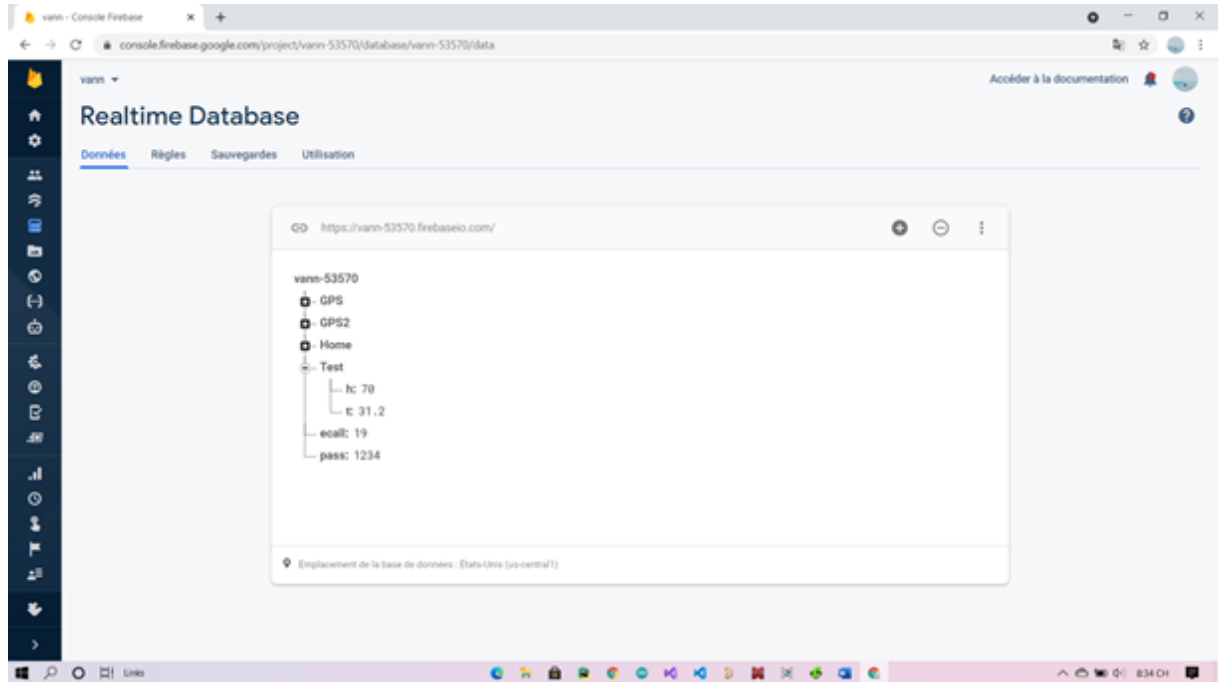 vann - Console Firebase
console.firebase.google.com/project/vann-53570/database/vann-53570/data
vann
Accéder à la documentation
Realtime Database
Données Règles Sauvegardes Utilisation
https://vann-53570.firebaseio.com/
vann-53570
GPS
GPS2
Home
Test
h: 70
t: 31.2
ecall: 19
pass: 1234
Emplacement de la base de données : États-Unis (us-central1)
Links
8:34 CH